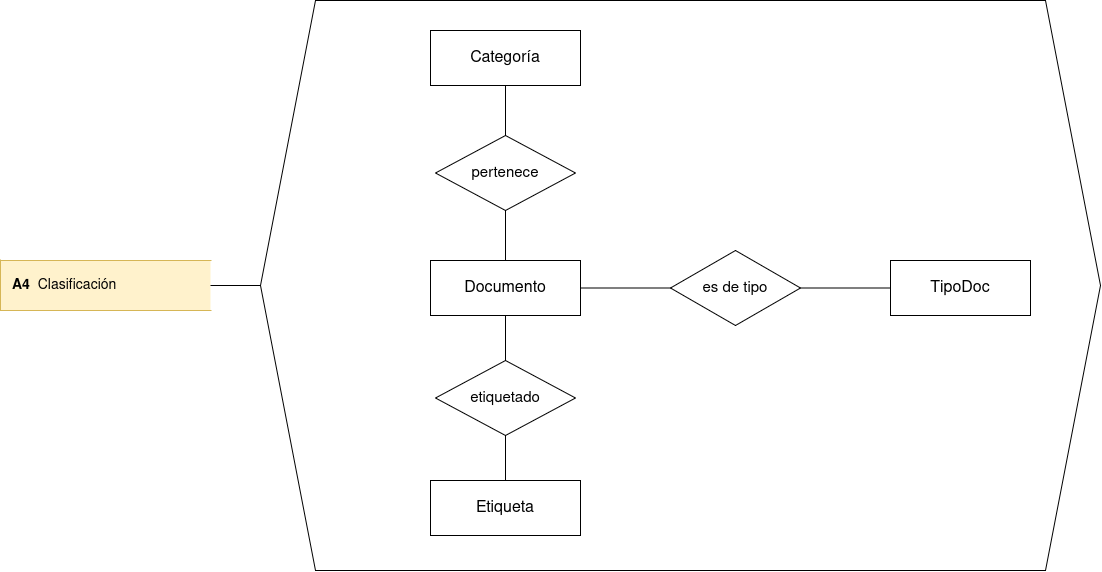 Categoría
pertenece
A4 Clasificación
Documento
es de tipo
TipoDoc
etiquetado
Etiqueta